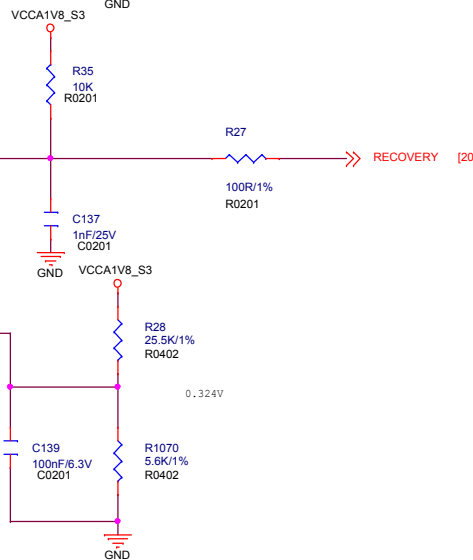 GND
VCCA1V8_S3
R35
10K
R0201
R27
RECOVERY [20
100R/1%
R0201
C137
1nF/25V
C0201
GND
VCCA1V8_S3
R28
25.5K/1%
R0402
0.324V
C139
100nF/6.3V
C0201
R1070
5.6K/1%
R0402
GND